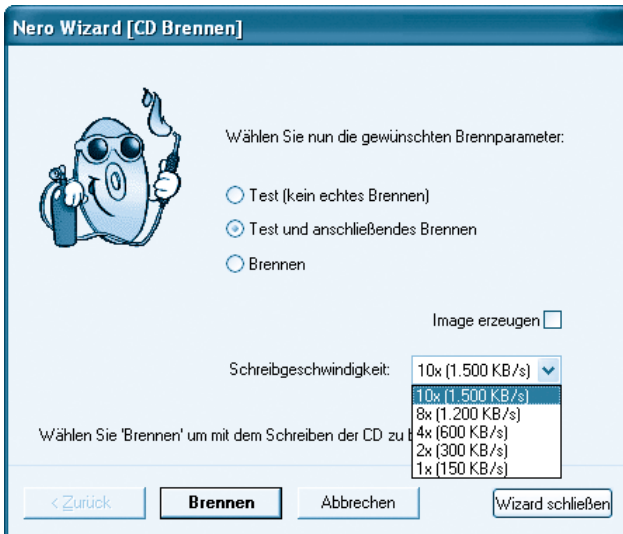 Nero Wizard [CD Brennen]
Wählen Sie nun die gewünschten Brennparameter:
Test (kein echtes Brennen)
Test und anschließendes Brennen
Brennen
Image erzeugen
Schreibgeschwindigkeit: 10x (1.500 KB/s)
10x (1.500 KB/s)
8x (1.200 KB/s)
4x (600 KB/s)
2x (300 KB/s)
1x (150 KB/s)
Wählen Sie 'Brennen' um mit dem Schreiben der CD zu
< Zurück Brennen Abbrechen Wizard schließen